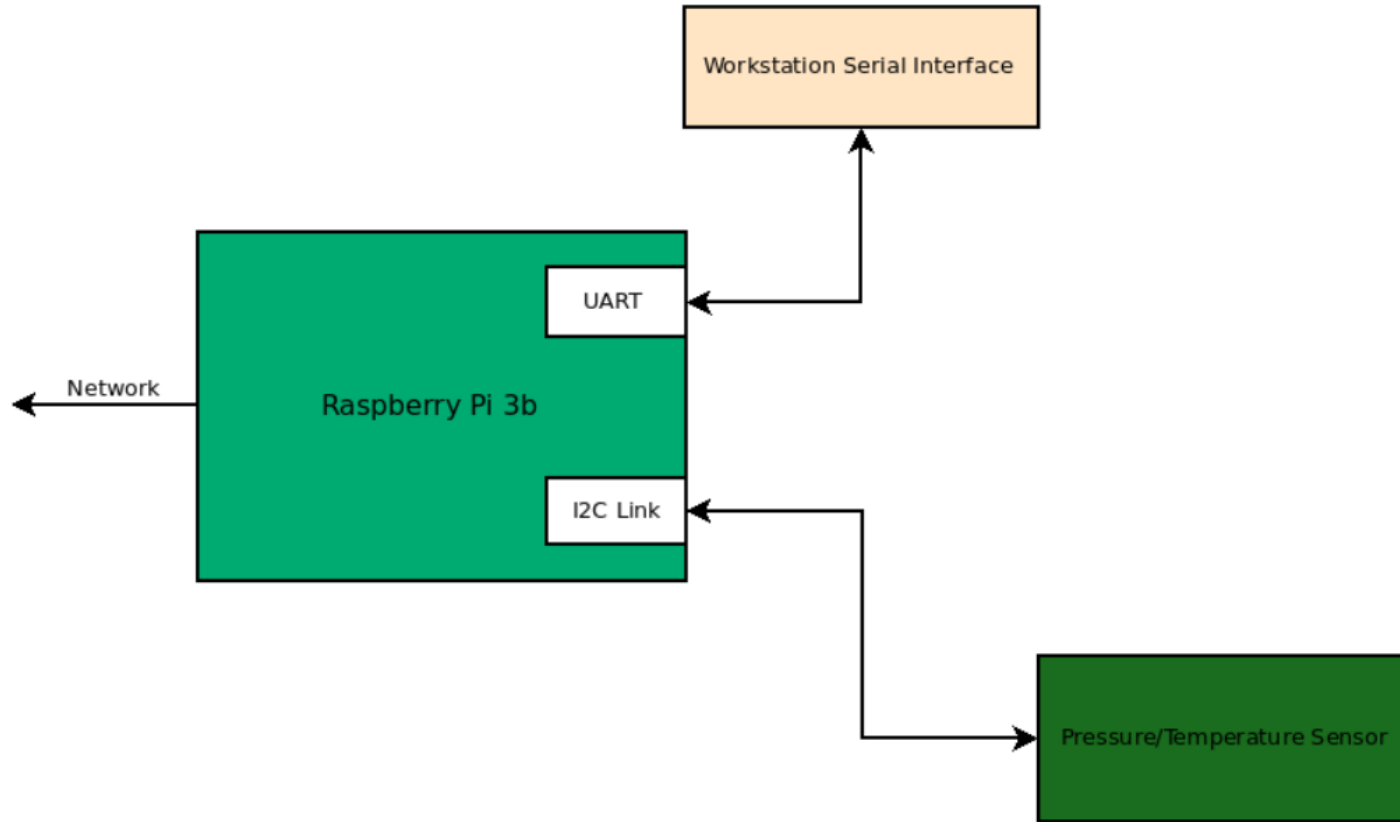 Workstation Serial Interface
UART
Network
Raspberry Pi 3b
I2C Link
Pressure/Temperature Sensor